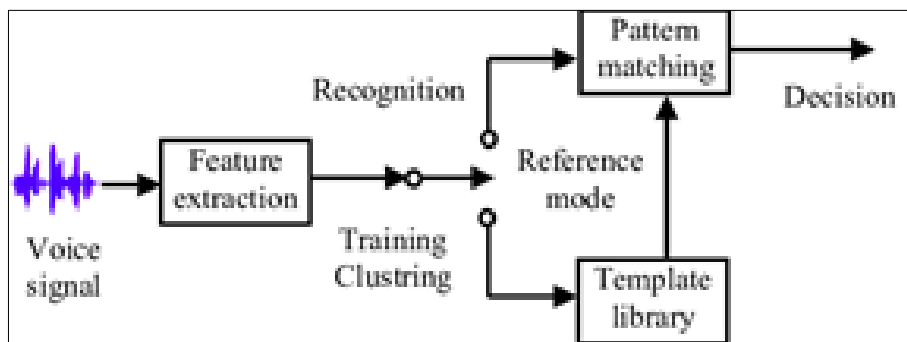 Pattern
matching
Recognition
Decision
Feature
extraction
Reference
mode
Voice
signal
Training
Clustring
Template
library